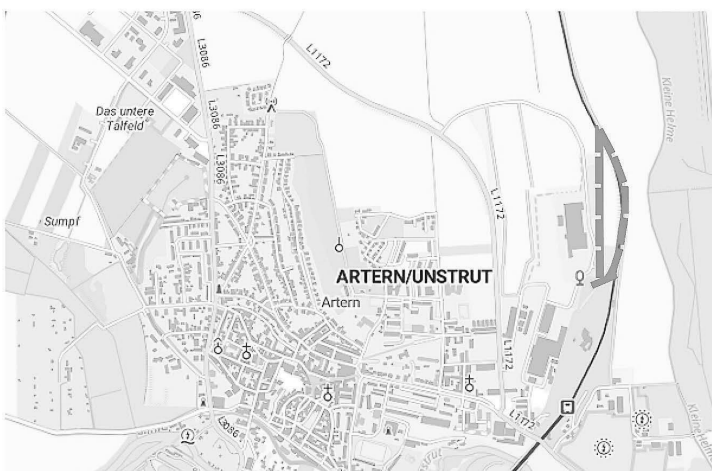 L3086
L1172
Kleine Helme
Das untere
Talfeld
L3086
L3086
L1172
Sumpf
ARTERN/UNSTRUT
Artern
L1172
L3086
L1172